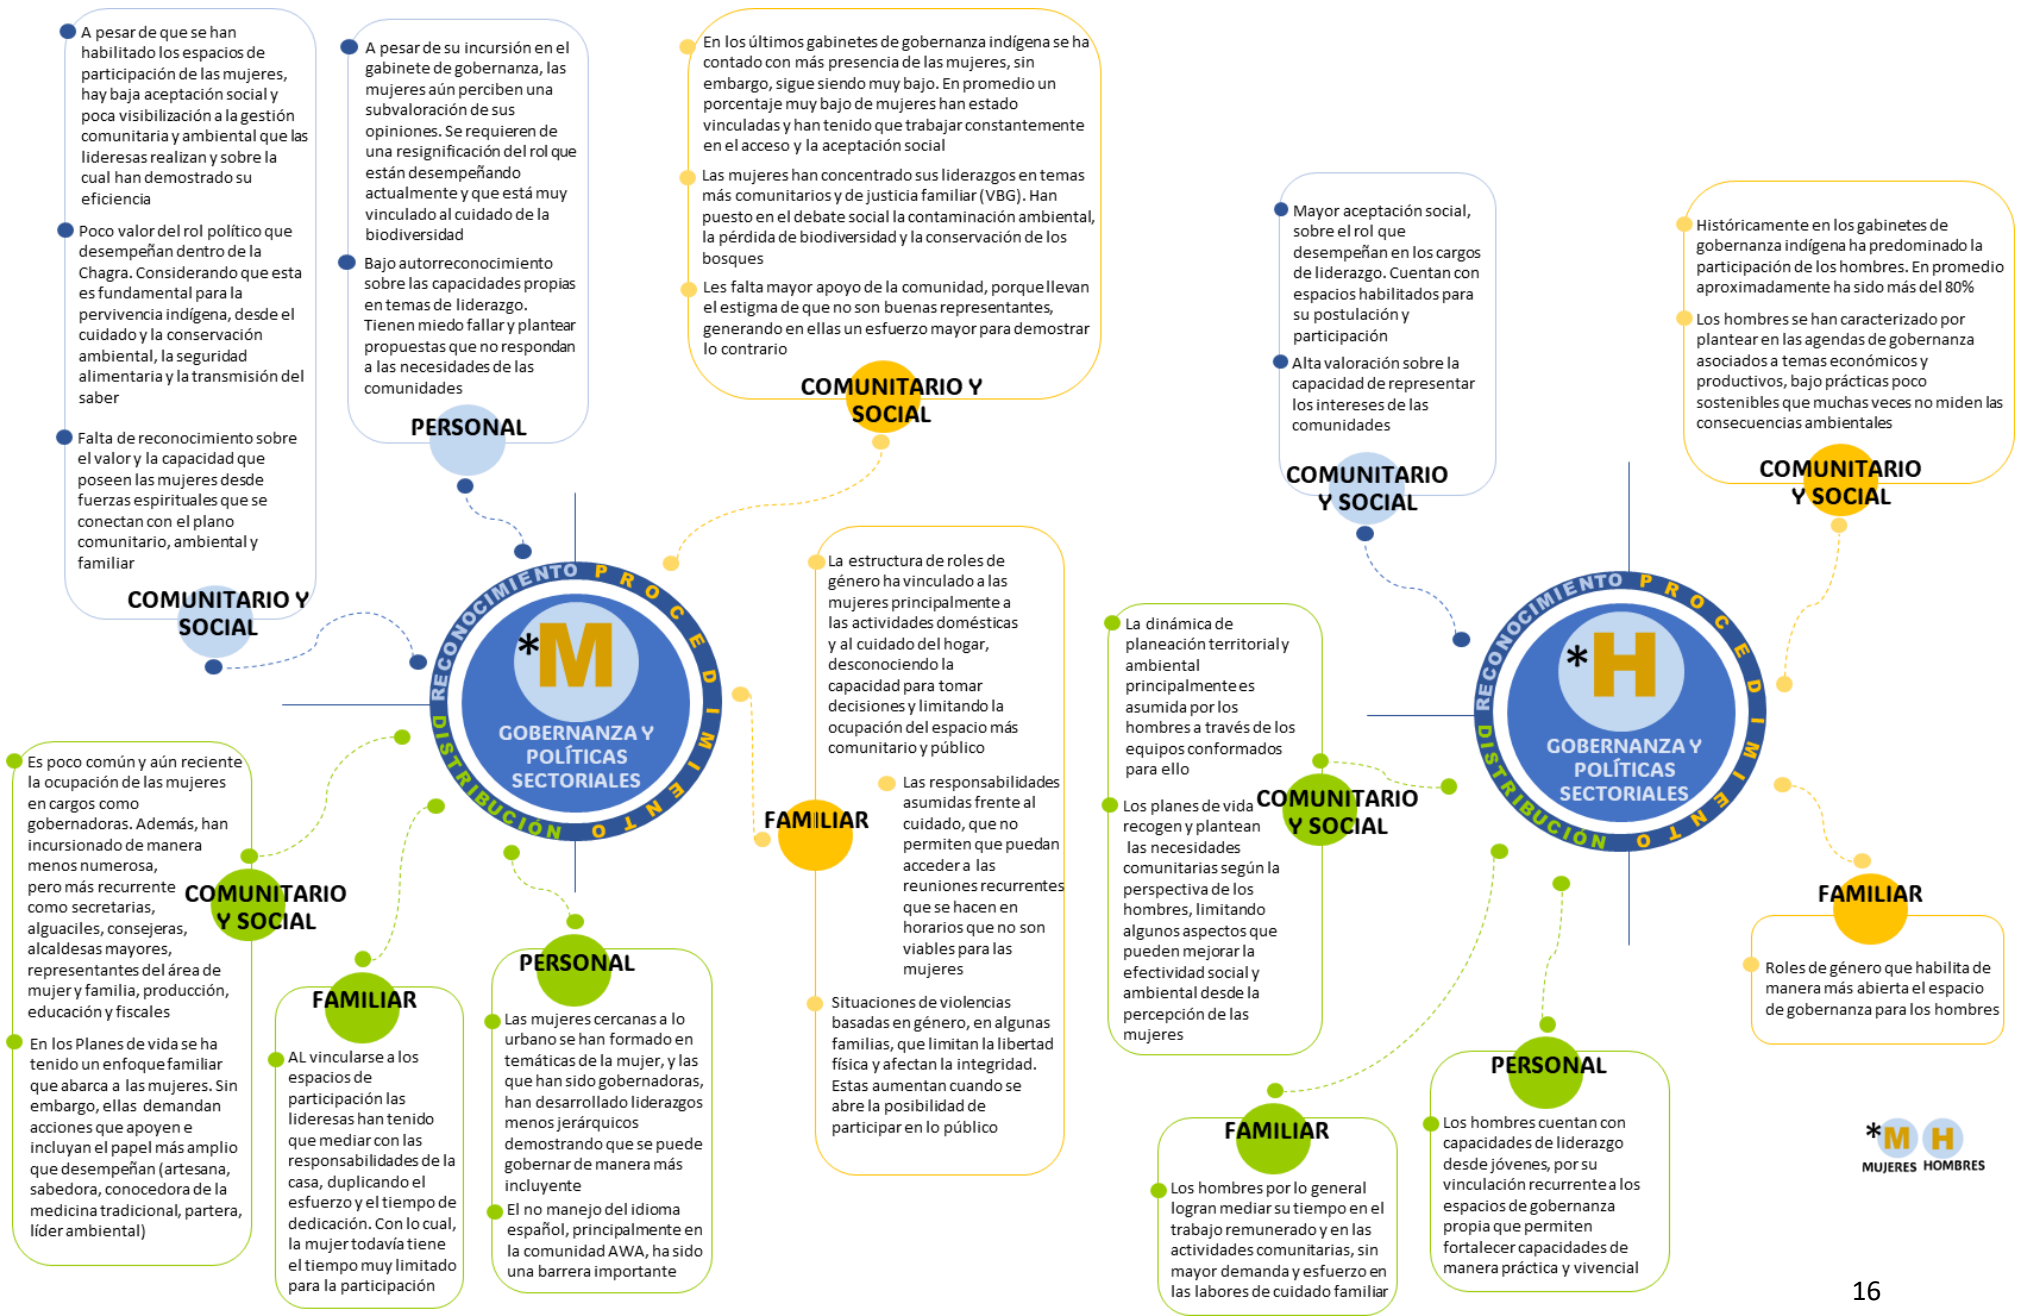 A pesar de que se han
habilitado los espacios de
participación de las mujeres,
hay baja aceptación social y
poca visibilización a la gestión
comunitaria y ambiental que las
lideresas realizan y sobre la
cual han demostrado su
eficiencia
Poco valor del rol político que
desempeñan dentro de la
Chagra. Considerando que esta
es fundamental para la
pervivencia indígena, desde el
cuidado y la conservación
ambiental, la seguridad
alimentaria y la transmisión del
saber
Falta de reconocimiento sobre
el valor y la capacidad que
poseen las mujeres desde
fuerzas espirituales que se
conectan con el plano
comunitario, ambiental y
familiar
COMUNITARIO Y
SOCIAL
A pesar de su incursión en el
gabinete de gobernanza, las
mujeres aún perciben una
subvaloración de sus
opiniones. Se requieren de
una resignificación del rol que
están desempeñando
actualmente y que está muy
vinculado al cuidado de la
biodiversidad
Bajo autorreconocimiento
sobre las capacidades propias
en temas de liderazgo.
Tienen miedo fallar y plantear
propuestas que no respondan
a las necesidades de las
comunidades
PERSONAL
En los últimos gabinetes de gobernanza indígena se ha
contado con más presencia de las mujeres, sin
embargo, sigue siendo muy bajo. En promedio un
porcentaje muy bajo de mujeres han estado
vinculadas y han tenido que trabajar constantemente
en el acceso y la aceptación social
Las mujeres han concentrado sus liderazgos en temas
más comunitarios y de justicia familiar (VBG). Han
puesto en el debate social la contaminación ambiental,
la pérdida de biodiversidad y la conservación de los
bosques
Les falta mayor apoyo de la comunidad, porque llevan
el estigma de que no son buenas representantes,
generando en ellas un esfuerzo mayor para demostrar
lo contrario
COMUNITARIO Y
SOCIAL
RECONOCIMIENTO PROCEDIMIENTO DISTRIBUCIÓN
*M
GOBERNANZA Y
POLÍTICAS
SECTORIALES
La estructura de roles de
género ha vinculado a las
mujeres principalmente a
las actividades domésticas
y al cuidado del hogar,
desconociendo la
capacidad para tomar
decisiones y limitando la
ocupación del espacio más
comunitario y público
Las responsabilidades
asumidas frente al
cuidado, que no
permiten que puedan
acceder a las
reuniones recurrentes
que se hacen en
horarios que no son
viables para las
mujeres
FAMILIAR
Situaciones de violencias
basadas en género, en algunas
familias, que limitan la libertad
física y afectan la integridad.
Estas aumentan cuando se
abre la posibilidad de
participar en lo público
Es poco común y aún reciente
la ocupación de las mujeres
en cargos como
gobernadoras. Además, han
incursionado de manera
menos numerosa,
pero más recurrente
como secretarias,
alguaciles, consejeras,
alcaldesas mayores,
representantes del área de
mujer y familia, producción,
educación y fiscales
COMUNITARIO
Y SOCIAL
En los Planes de vida se ha
tenido un enfoque familiar
que abarca a las mujeres. Sin
embargo, ellas demandan
acciones que apoyen e
incluyan el papel más amplio
que desempeñan (artesana,
sabedora, conocedora de la
medicina tradicional, partera,
líder ambiental)
FAMILIAR
AL vincularse a los
espacios de
participación las
lideresas han tenido
que mediar con las
responsabilidades de la
casa, duplicando el
esfuerzo y el tiempo de
dedicación. Con lo cual,
la mujer todavía tiene
el tiempo muy limitado
para la participación
PERSONAL
Las mujeres cercanas a lo
urbano se han formado en
temáticas de la mujer, y las
que han sido gobernadoras,
han desarrollado liderazgos
menos jerárquicos
demostrando que se puede
gobernar de manera más
incluyente
El no manejo del idioma
español, principalmente en
la comunidad AWA, ha sido
una barrera importante
Mayor aceptación social,
sobre el rol que
desempeñan en los cargos
de liderazgo. Cuentan con
espacios habilitados para
su postulación y
participación
Alta valoración sobre la
capacidad de representar
los intereses de las
comunidades
COMUNITARIO
Y SOCIAL
Históricamente en los gabinetes de
gobernanza indígena ha predominado la
participación de los hombres. En promedio
aproximadamente ha sido más del 80%
Los hombres se han caracterizado por
plantear en las agendas de gobernanza
asociados a temas económicos y
productivos, bajo prácticas poco
sostenibles que muchas veces no miden las
consecuencias ambientales
COMUNITARIO
Y SOCIAL
RECONOCIMIENTO PROCEDIMIENTO DISTRIBUCIÓN
*H
GOBERNANZA Y
POLÍTICAS
SECTORIALES
La dinámica de
planeación territorial y
ambiental
principalmente es
asumida por los
hombres a través de los
equipos conformados
para ello
Los planes de vida
recogen y plantean
las necesidades
comunitarias según la
perspectiva de los
hombres, limitando
algunos aspectos que
pueden mejorar la
efectividad social y
ambiental desde la
percepción de las
mujeres
COMUNITARIO
Y SOCIAL
FAMILIAR
Roles de género que habilita de
manera más abierta el espacio
de gobernanza para los hombres
FAMILIAR
Los hombres por lo general
logran mediar su tiempo en el
trabajo remunerado y en las
actividades comunitarias, sin
mayor demanda y esfuerzo en
las labores de cuidado familiar
PERSONAL
Los hombres cuentan con
capacidades de liderazgo
desde jóvenes, por su
vinculación recurrente a los
espacios de gobernanza
propia que permiten
fortalecer capacidades de
manera práctica y vivencial
*M H
MUJERES HOMBRES
16